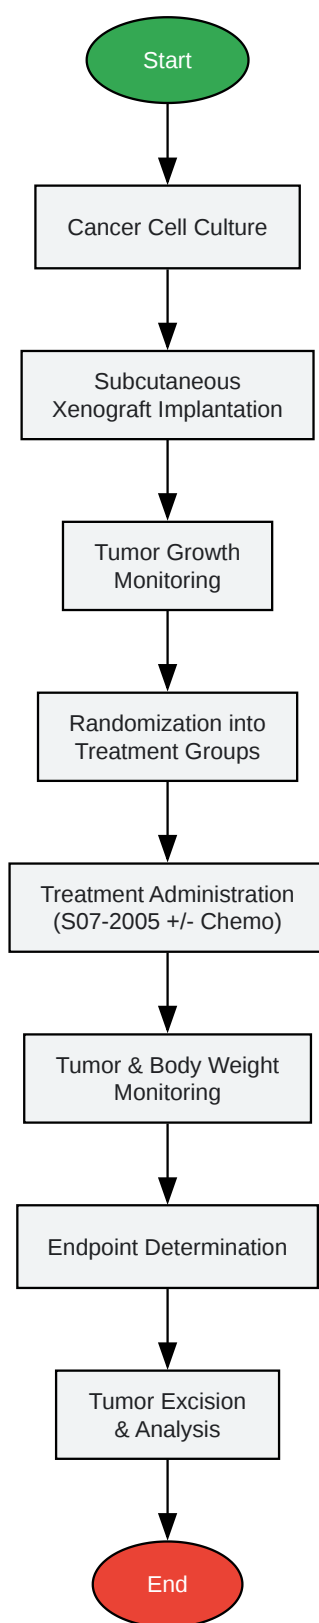 Start
Cancer Cell Culture
Subcutaneous
Xenograft Implantation
Tumor Growth
Monitoring
Randomization into
Treatment Groups
Treatment Administration
(S07-2005 +/- Chemo)
Tumor & Body Weight
Monitoring
Endpoint Determination
Tumor Excision
& Analysis
End